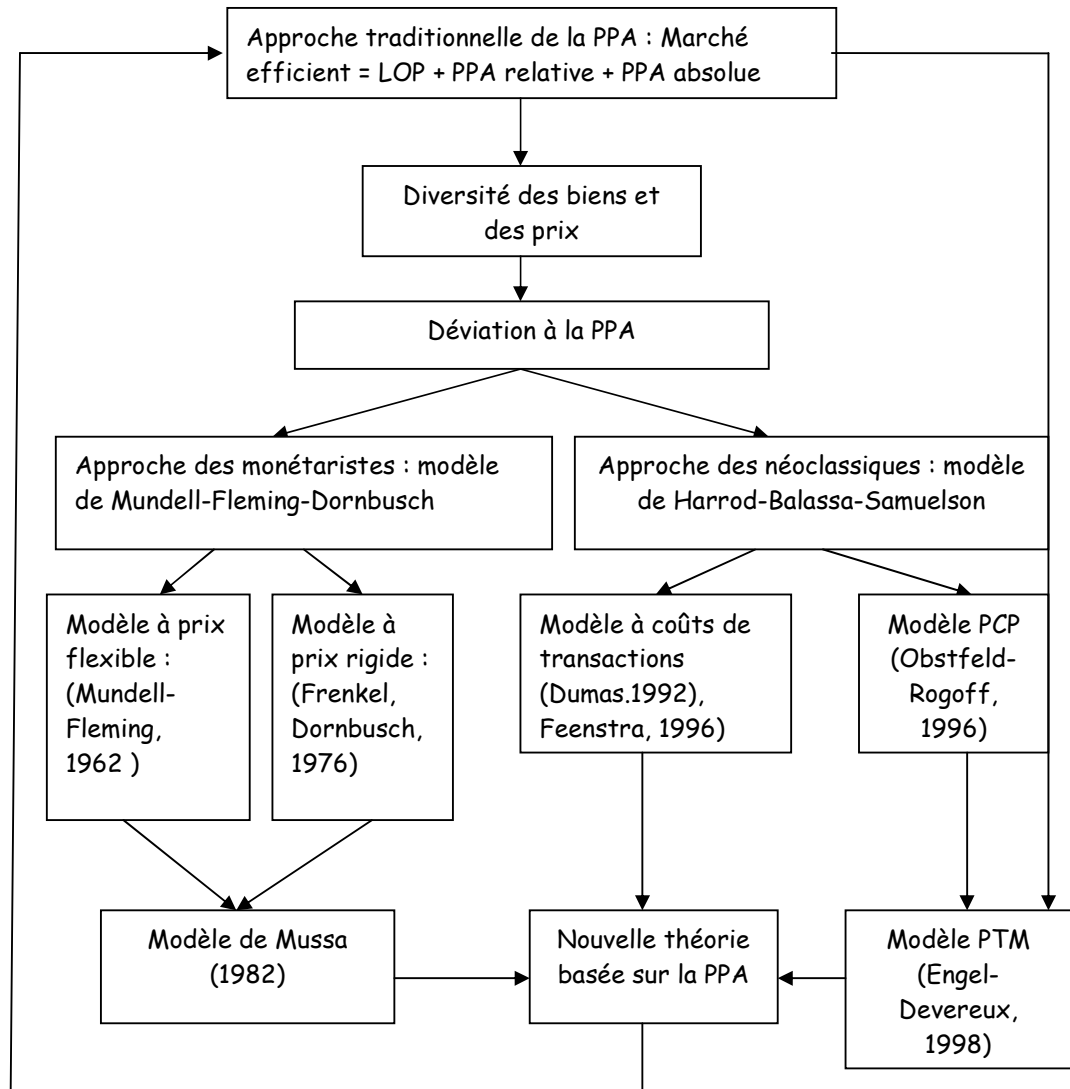 Approche traditionnelle de la PPA : Marché
efficient = LOP + PPA relative + PPA absolue
Diversité des biens et
des prix
Déviation à la PPA
Approche des monétaristes : modèle
de Mundell-Fleming-Dornbusch
Approche des néoclassiques : modèle
de Harrod-Balassa-Samuelson
Modèle à prix
flexible :
(Mundell-
Fleming,
1962 )
Modèle à
prix rigide :
(Frenkel,
Dornbusch,
1976)
Modèle à coûts de
transactions
(Dumas.1992),
Feenstra, 1996)
Modèle PCP
(Obstfeld-
Rogoff,
1996)
Modèle de Mussa
(1982)
Nouvelle théorie
basée sur la PPA
Modèle PTM
(Engel-
Devereux,
1998)